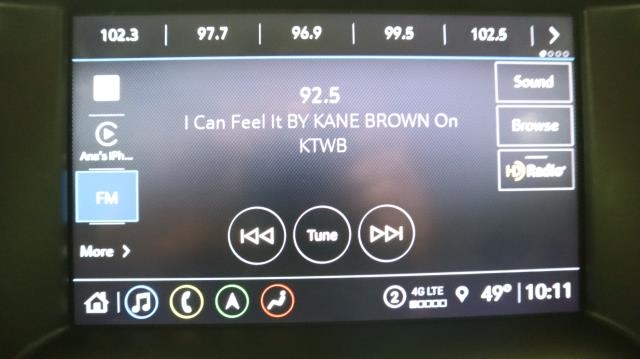 102.3 97.7 96.9 99.5 102.5
92.5
I Can Feel It BY KANE BROWN On
KTWB
Sound
Browse
HD Radio
Ana's iPh...
FM
More
Tune
2 4G LTE 49° 10:11